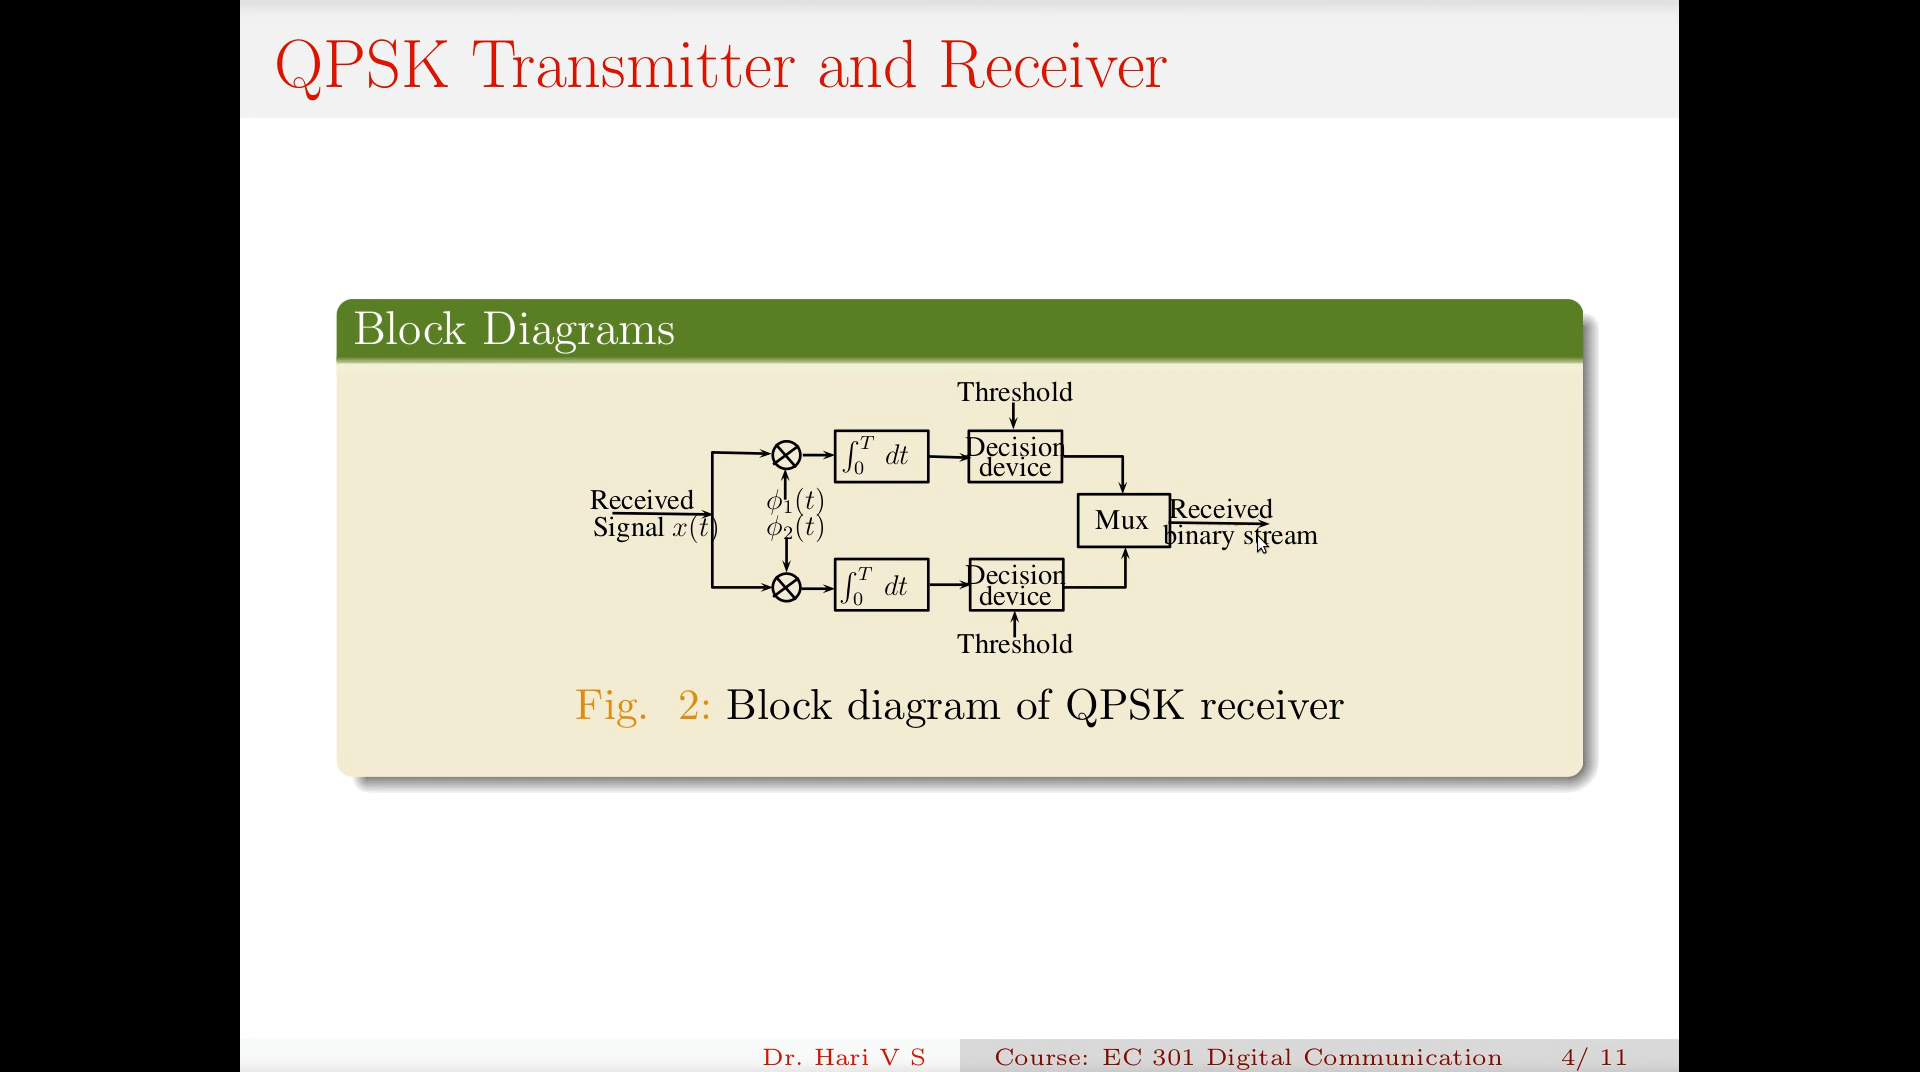 QPSK Transmitter and Receiver
Block Diagrams
Threshold
∫₀ᵀ dt
Decision
device
Received
Signal x(t)
ϕ₁(t)
ϕ₂(t)
Mux
Received
binary stream
∫₀ᵀ dt
Decision
device
Threshold
Fig. 2: Block diagram of QPSK receiver
Dr. Hari V S
Course: EC 301 Digital Communication
4/ 11